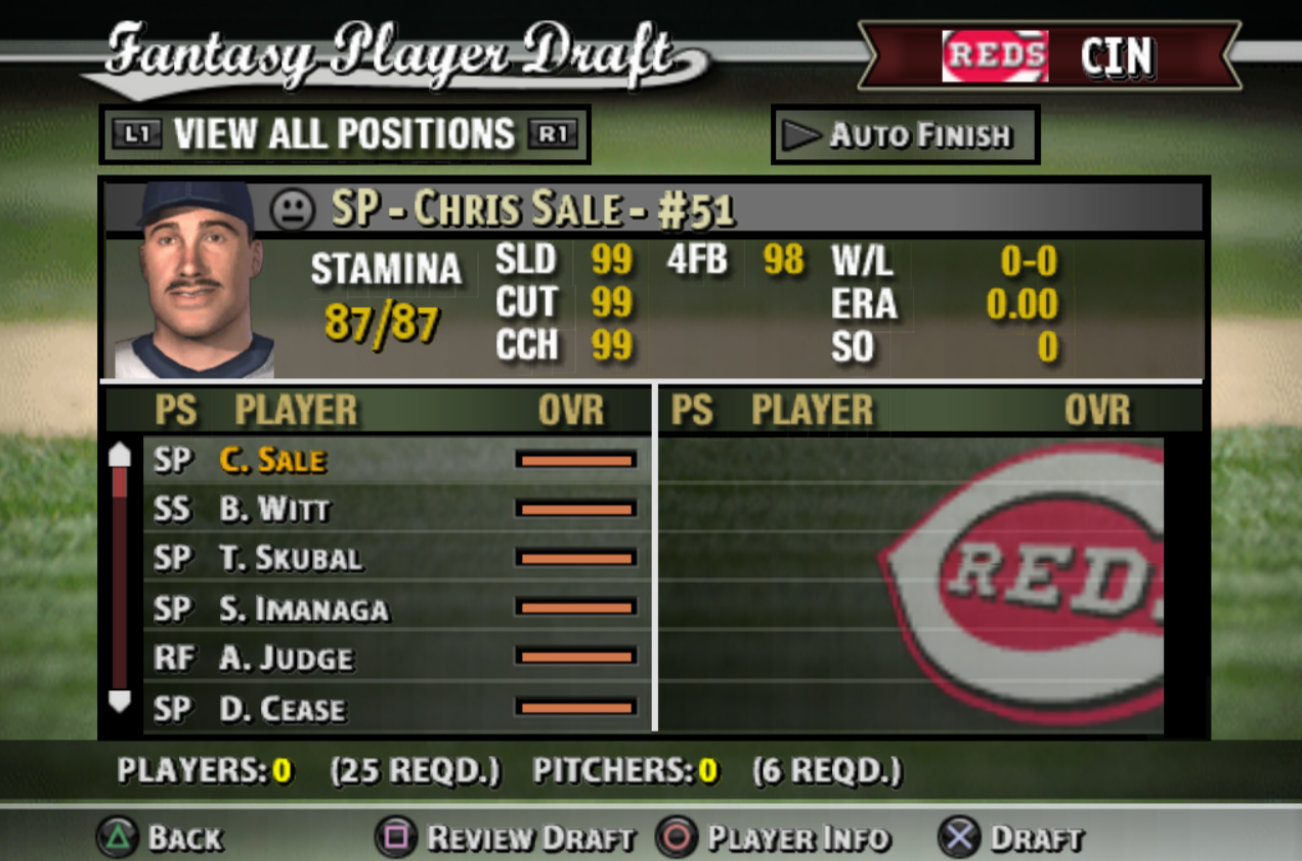 Fantasy Player Draft
REDS CIN
L1 VIEW ALL POSITIONS R1
AUTO FINISH
SP - CHRIS SALE - #51
STAMINA
87/87
SLD 99 4FB 98 W/L 0-0
CUT 99 ERA 0.00
CCH 99 SO 0
PS PLAYER OVR PS PLAYER OVR
SP C. SALE
SS B. WITT
SP T. SKUBAL
SP S. IMANAGA
RF A. JUDGE
SP D. CEASE
REDS
PLAYERS: 0 (25 REQD.) PITCHERS: 0 (6 REQD.)
BACK REVIEW DRAFT PLAYER INFO DRAFT